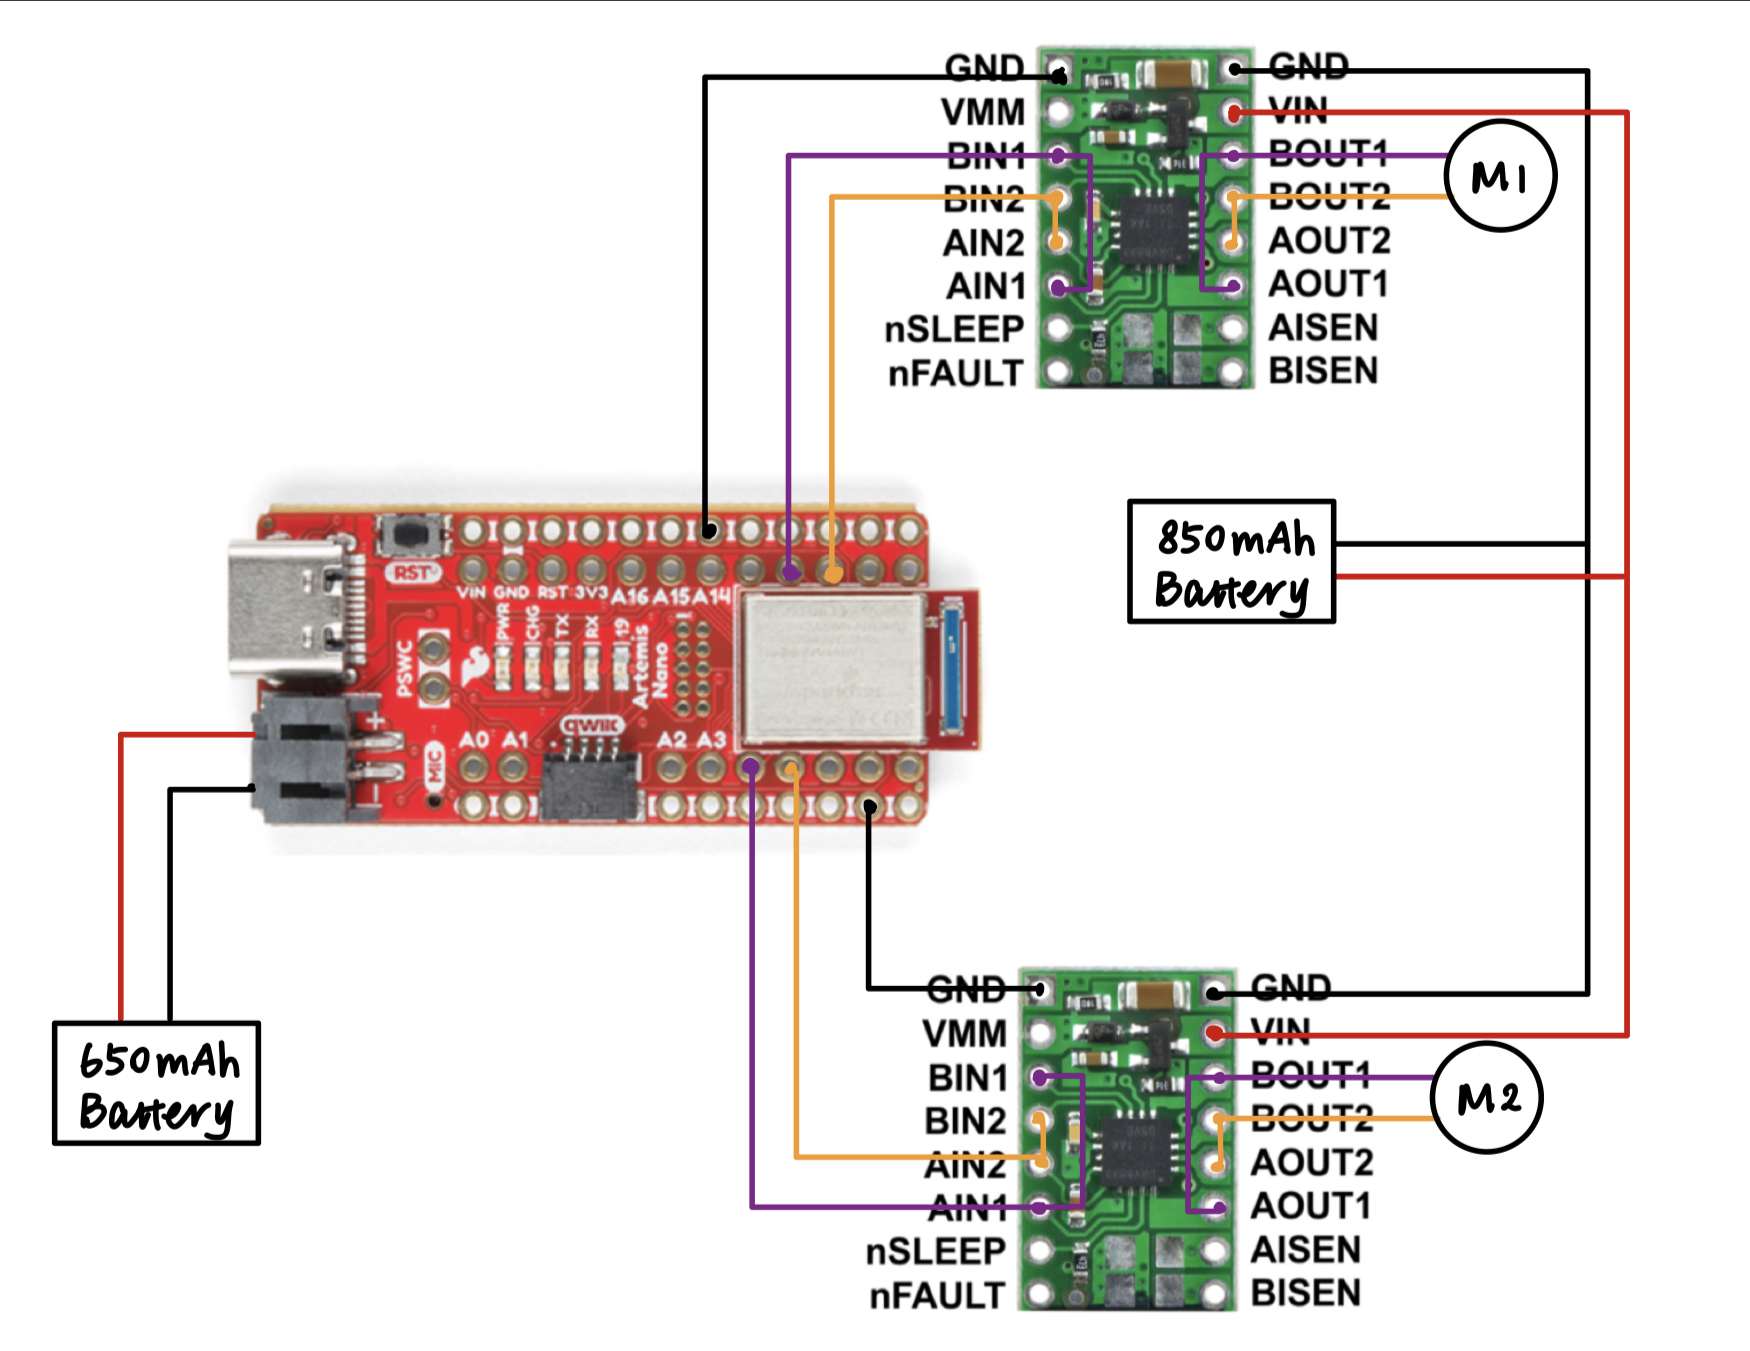 GND
VMM
BIN1
BIN2
AIN2
AIN1
nSLEEP
nFAULT
GND
VIN
BOUT1
BOUT2
AOUT2
AOUT1
AISEN
BISEN
M1
RST
VIN GND RST 3V3 A16 A15 A14
PWR
CHG
TX
RX
19
Artemis
Nano
PSWC
+
-
MIC
qwiic
A0 A1 A2 A3
850mAh
Battery
650mAh
Battery
GND
VMM
BIN1
BIN2
AIN2
AIN1
nSLEEP
nFAULT
GND
VIN
BOUT1
BOUT2
AOUT2
AOUT1
AISEN
BISEN
M2